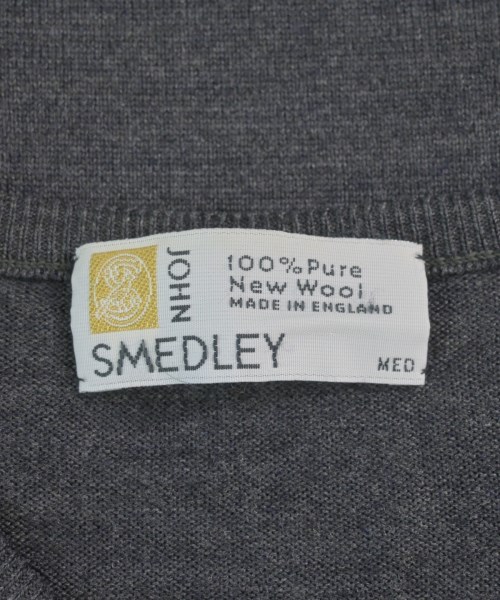 JOHN
SMEDLEY
100% Pure
New Wool
MADE IN ENGLAND
MED